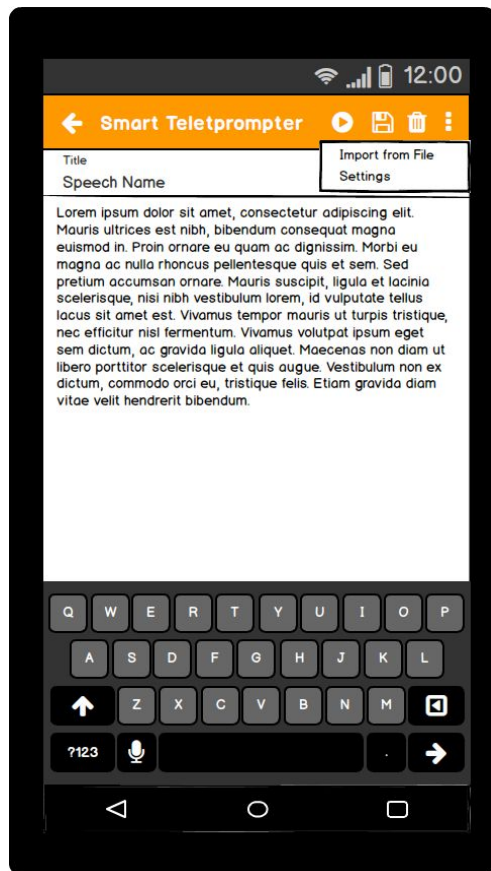 12:00
Smart Teletprompter
Import from File
Settings
Title
Speech Name
Lorem ipsum dolor sit amet, consectetur adipiscing elit.
Mauris ultrices est nibh, bibendum consequat magna
euismod in. Proin ornare eu quam ac dignissim. Morbi eu
magna ac nulla rhoncus pellentesque quis et sem. Sed
pretium accumsan ornare. Mauris suscipit, ligula et lacinia
scelerisque, nisi nibh vestibulum lorem, id vulputate tellus
lacus sit amet est. Vivamus tempor mauris ut turpis tristique,
nec efficitur nisl fermentum. Vivamus volutpat ipsum eget
sem dictum, ac gravida ligula aliquet. Maecenas non diam ut
libero porttitor scelerisque et quis augue. Vestibulum non ex
dictum, commodo orci eu, tristique felis. Etiam gravida diam
vitae velit hendrerit bibendum.
Q W E R T Y U I O P
A S D F G H J K L
Z X C V B N M
?123 .